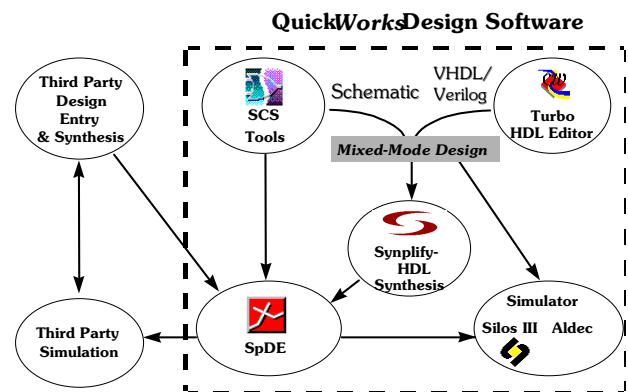 QuickWorks Design Software
Third Party
Design
Entry
& Synthesis
SCS
Tools
Schematic
VHDL/
Verilog
Turbo
HDL Editor
Mixed-Mode Design
Synplify-
HDL
Synthesis
Third Party
Simulation
SpDE
Simulator
Silos III Aldec